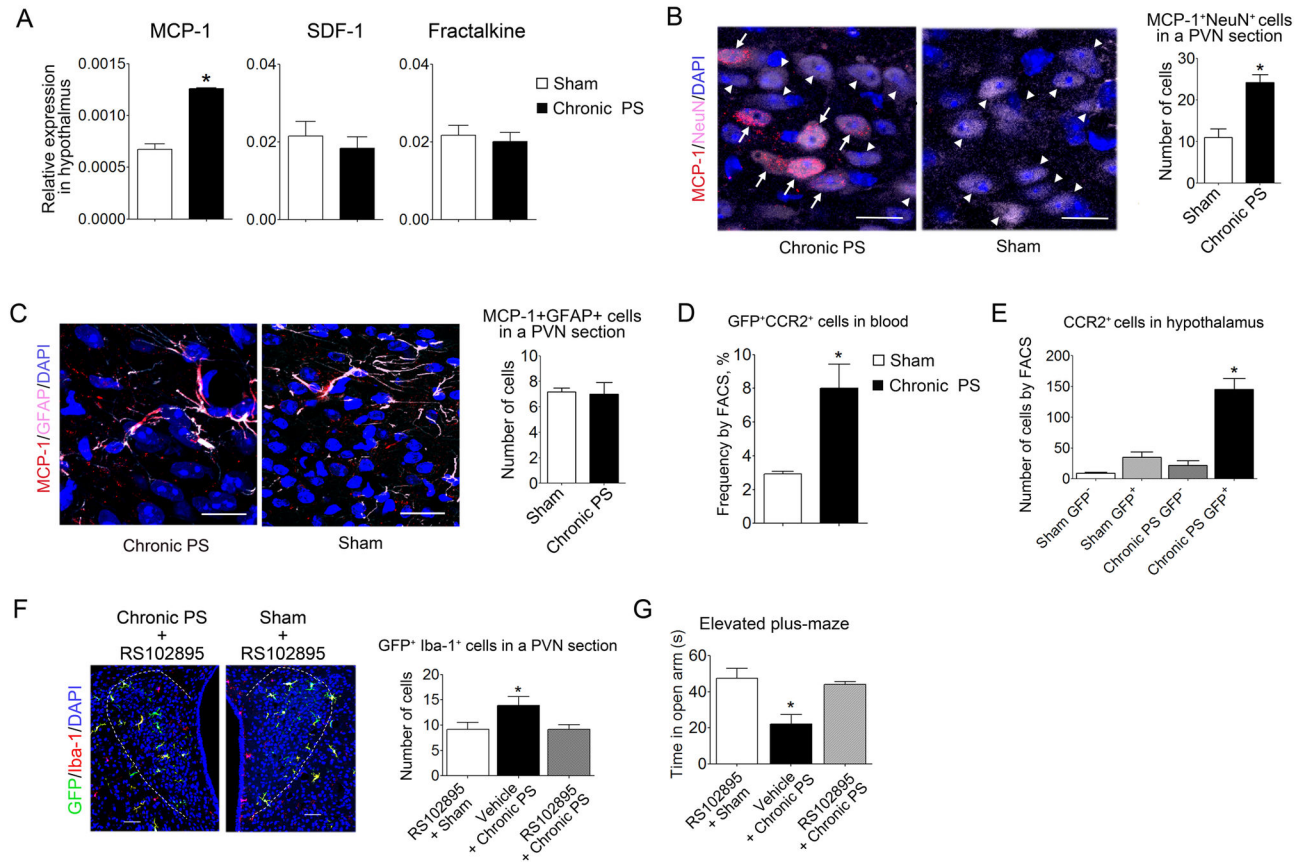 A
MCP-1
SDF-1
Fractalkine
Relative expression
in hypothalamus
0.0015
0.0010
0.0005
0.0000
0.04
0.02
0.00
0.04
0.02
0.00
*
Sham
Chronic PS
B
MCP-1/NeuN/DAPI
Chronic PS
Sham
MCP-1⁺NeuN⁺ cells
in a PVN section
Number of cells
30
20
10
0
*
Sham
Chronic PS
C
MCP-1/GFAP/DAPI
Chronic PS
Sham
MCP-1+GFAP+ cells
in a PVN section
Number of cells
10
8
6
4
2
0
Sham
Chronic PS
D
GFP⁺CCR2⁺ cells in blood
Frequency by FACS, %
10
8
6
4
2
0
*
Sham
Chronic PS
E
CCR2⁺ cells in hypothalamus
Number of cells by FACS
200
150
100
50
0
*
Sham GFP⁻
Sham GFP⁺
Chronic PS GFP⁻
Chronic PS GFP⁺
F
Chronic PS
+
RS102895
Sham
+
RS102895
GFP/Iba-1/DAPI
GFP⁺ Iba-1⁺ cells in a PVN section
Number of cells
20
15
10
5
0
*
RS102895
+ Sham
Vehicle
+ Chronic PS
RS102895
+ Chronic PS
G
Elevated plus-maze
Time in open arm (s)
60
40
20
0
*
RS102895
+ Sham
Vehicle
+ Chronic PS
RS102895
+ Chronic PS